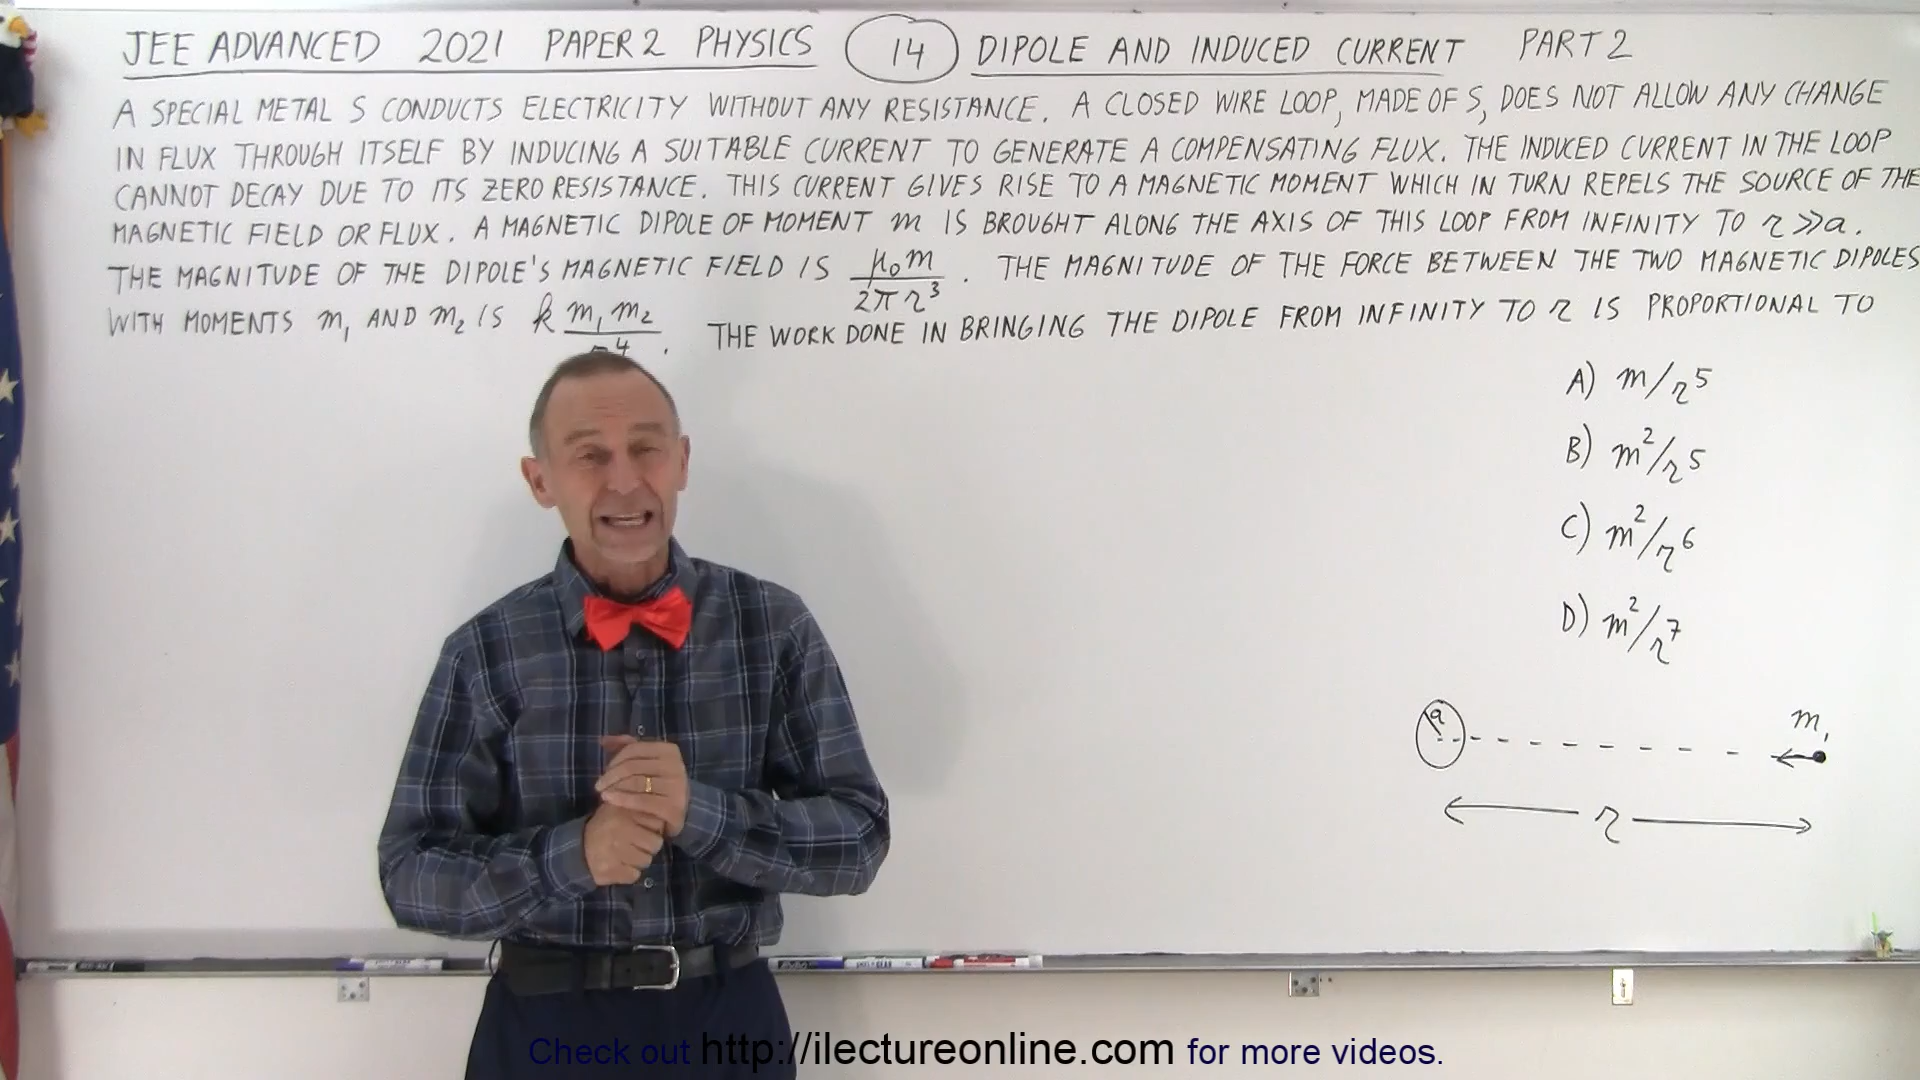 JEE ADVANCED 2021 PAPER 2 PHYSICS 14 DIPOLE AND INDUCED CURRENT PART 2
A SPECIAL METAL S CONDUCTS ELECTRICITY WITHOUT ANY RESISTANCE. A CLOSED WIRE LOOP, MADE OF S, DOES NOT ALLOW ANY CHANGE
IN FLUX THROUGH ITSELF BY INDUCING A SUITABLE CURRENT TO GENERATE A COMPENSATING FLUX. THE INDUCED CURRENT IN THE LOOP
CANNOT DECAY DUE TO ITS ZERO RESISTANCE. THIS CURRENT GIVES RISE TO A MAGNETIC MOMENT WHICH IN TURN REPELS THE SOURCE OF THE
MAGNETIC FIELD OR FLUX. A MAGNETIC DIPOLE OF MOMENT m IS BROUGHT ALONG THE AXIS OF THIS LOOP FROM INFINITY TO r >> a.
THE MAGNITUDE OF THE DIPOLE'S MAGNETIC FIELD IS μ₀m / 2πr³. THE MAGNITUDE OF THE FORCE BETWEEN THE TWO MAGNETIC DIPOLES
WITH MOMENTS m₁ AND m₂ IS k m₁m₂ / r⁴. THE WORK DONE IN BRINGING THE DIPOLE FROM INFINITY TO r IS PROPORTIONAL TO
A) m/r⁵
B) m²/r⁵
C) m²/r⁶
D) m²/r⁷
a
m₁
r
Check out http://ilectureonline.com for more videos.